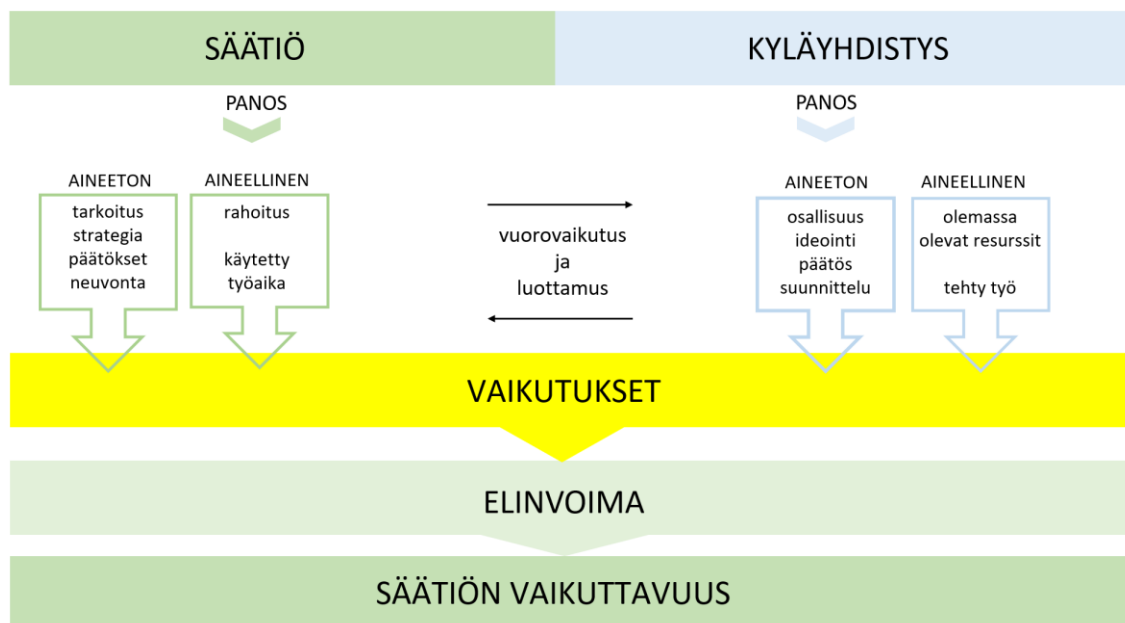 SÄÄTIÖ
KYLÄYHDISTYS
PANOS
PANOS
AINEETON
tarkoitus
strategia
päätökset
neuvonta
AINEELLINEN
rahoitus
käytetty
työaika
vuorovaikutus
ja
luottamus
AINEETON
osallisuus
ideointi
päätös
suunnittelu
AINEELLINEN
olemassa
olevat resurssit
tehty työ
VAIKUTUKSET
ELINVOIMA
SÄÄTIÖN VAIKUTTAVUUS